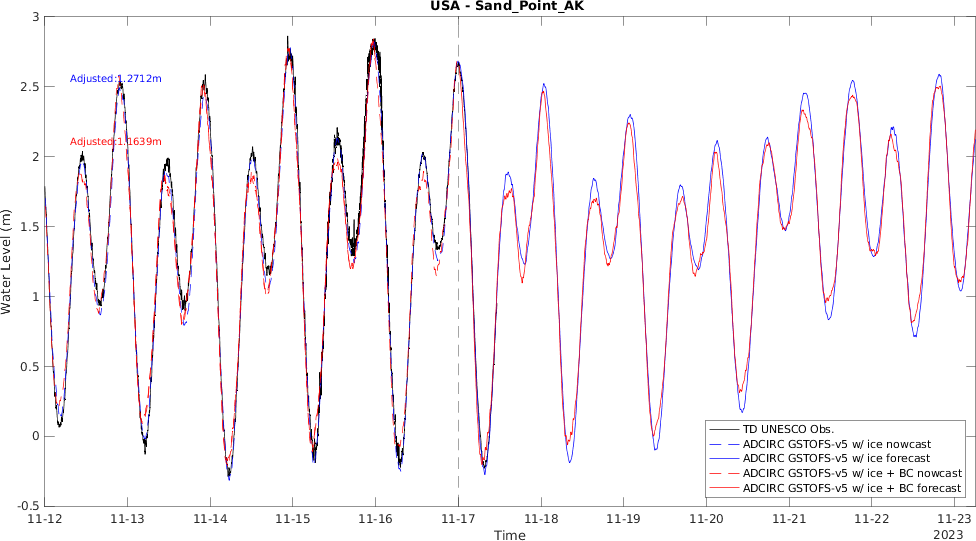 USA - Sand_Point_AK
3
2.5
2
1.5
1
0.5
0
-0.5
Water Level (m)
Adjusted:1.2712m
Adjusted:1.1639m
TD UNESCO Obs.
ADCIRC GSTOFS-v5 w/ ice nowcast
ADCIRC GSTOFS-v5 w/ ice forecast
ADCIRC GSTOFS-v5 w/ ice + BC nowcast
ADCIRC GSTOFS-v5 w/ ice + BC forecast
11-12 11-13 11-14 11-15 11-16 11-17 11-18 11-19 11-20 11-21 11-22 11-23
2023
Time